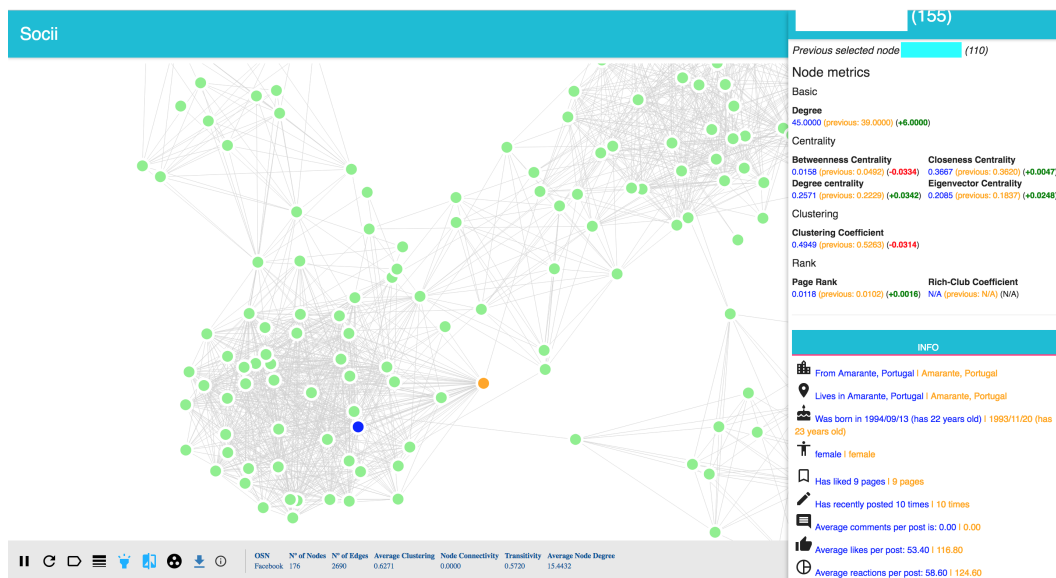 Socii
(155)
Previous selected node (110)
Node metrics
Basic
Degree
45.0000 (previous: 39.0000) (+6.0000)
Centrality
Betweenness Centrality Closeness Centrality
0.0158 (previous: 0.0492) (-0.0334) 0.3667 (previous: 0.3620) (+0.0047)
Degree centrality Eigenvector Centrality
0.2571 (previous: 0.2229) (+0.0342) 0.2085 (previous: 0.1837) (+0.0248)
Clustering
Clustering Coefficient
0.4949 (previous: 0.5263) (-0.0314)
Rank
Page Rank Rich-Club Coefficient
0.0118 (previous: 0.0102) (+0.0016) N/A (previous: N/A) (N/A)
INFO
From Amarante, Portugal | Amarante, Portugal
Lives in Amarante, Portugal | Amarante, Portugal
Was born in 1994/09/13 (has 22 years old) | 1993/11/20 (has
23 years old)
female | female
Has liked 9 pages | 9 pages
Has recently posted 10 times | 10 times
Average comments per post is: 0.00 | 0.00
Average likes per post: 53.40 | 116.80
Average reactions per post: 58.60 | 124.60
OSN Nº of Nodes Nº of Edges Average Clustering Node Connectivity Transitivity Average Node Degree
Facebook 176 2690 0.6271 0.0000 0.5720 15.4432